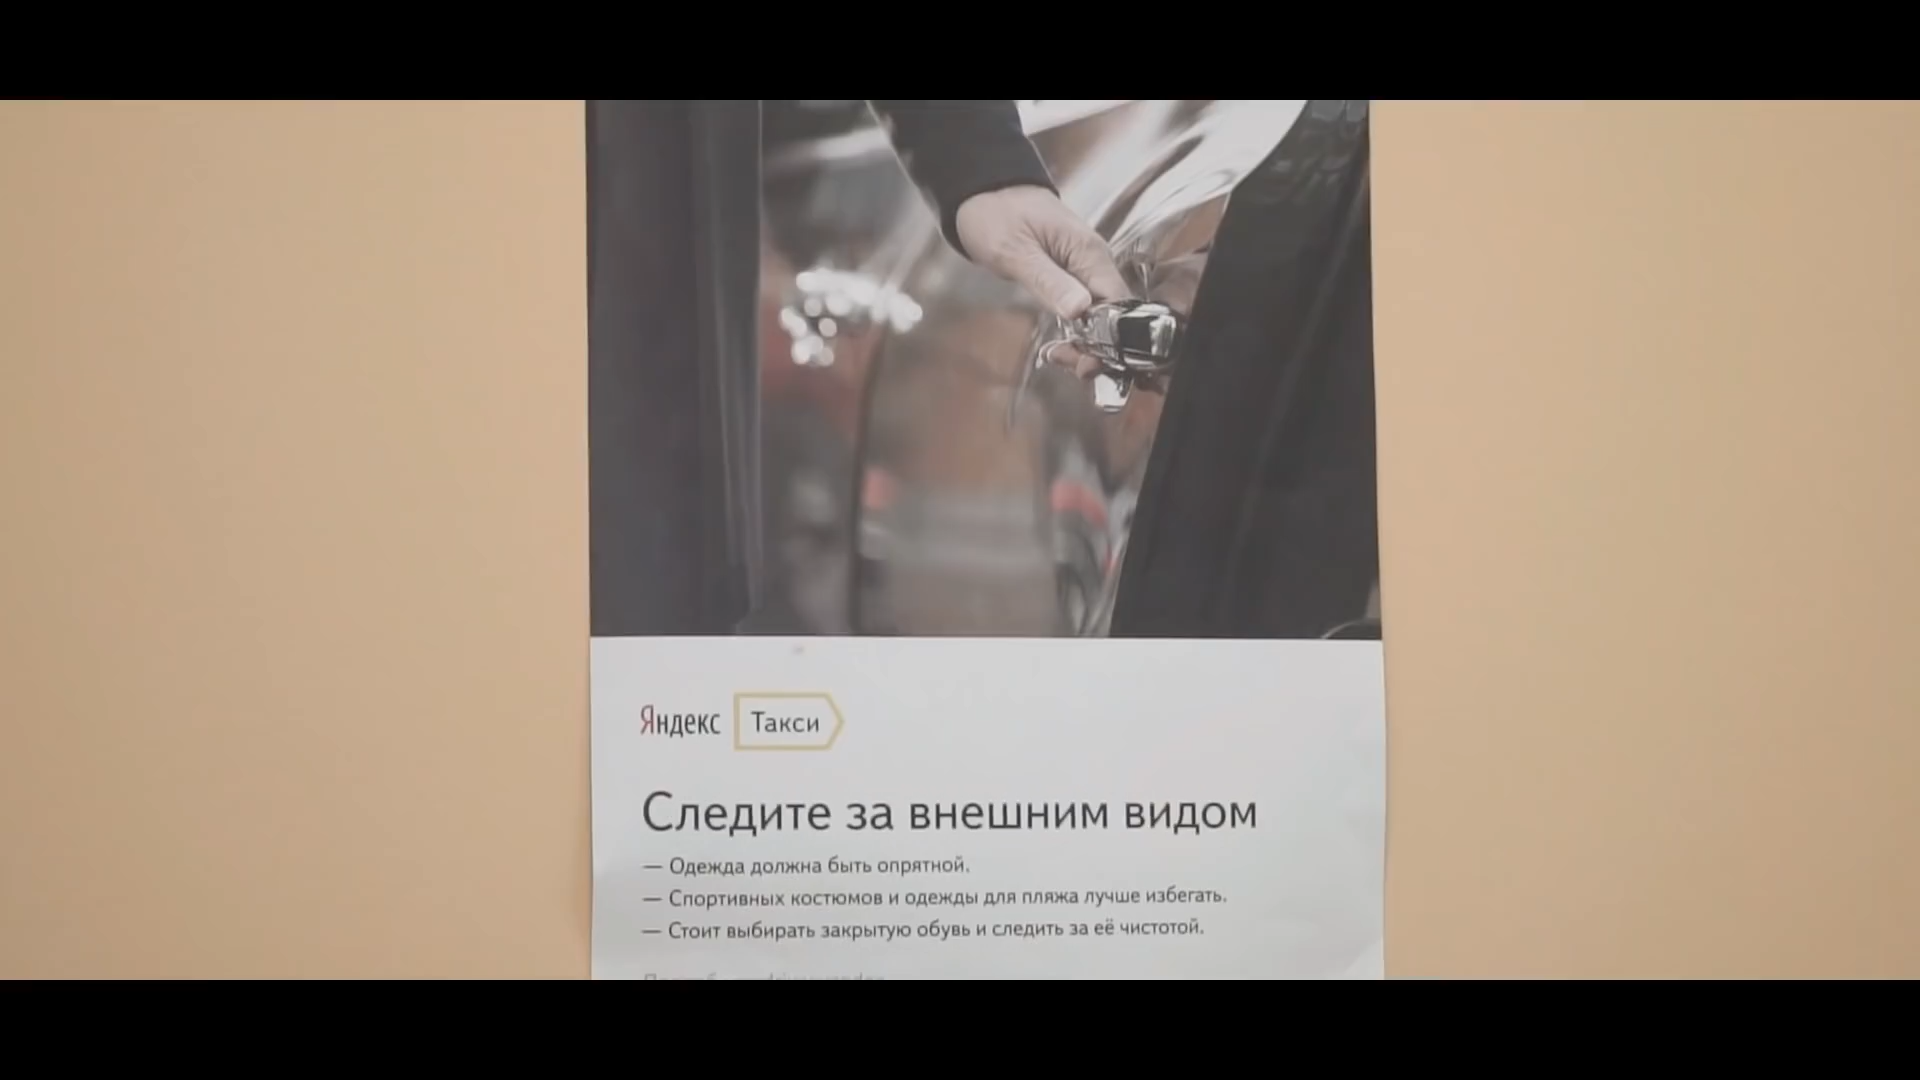 Яндекс Такси
Следите за внешним видом
— Одежда должна быть опрятной.
— Спортивных костюмов и одежды для пляжа лучше избегать.
— Стоит выбирать закрытую обувь и следить за её чистотой.